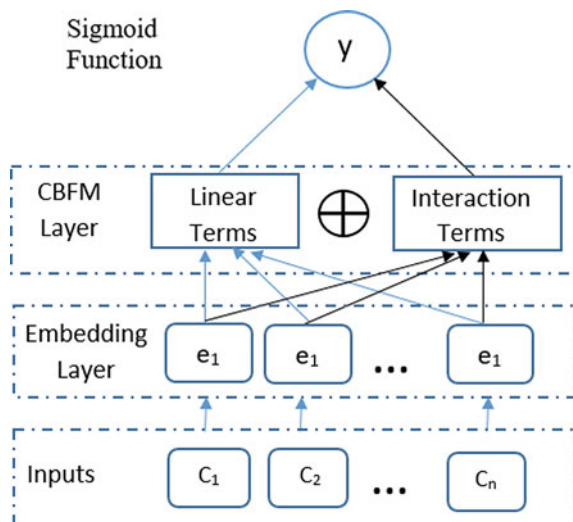 Sigmoid
Function
y
CBFM
Layer
Linear
Terms
Interaction
Terms
Embedding
Layer
e₁
e₁
...
e₁
Inputs
C₁
C₂
...
Cₙ